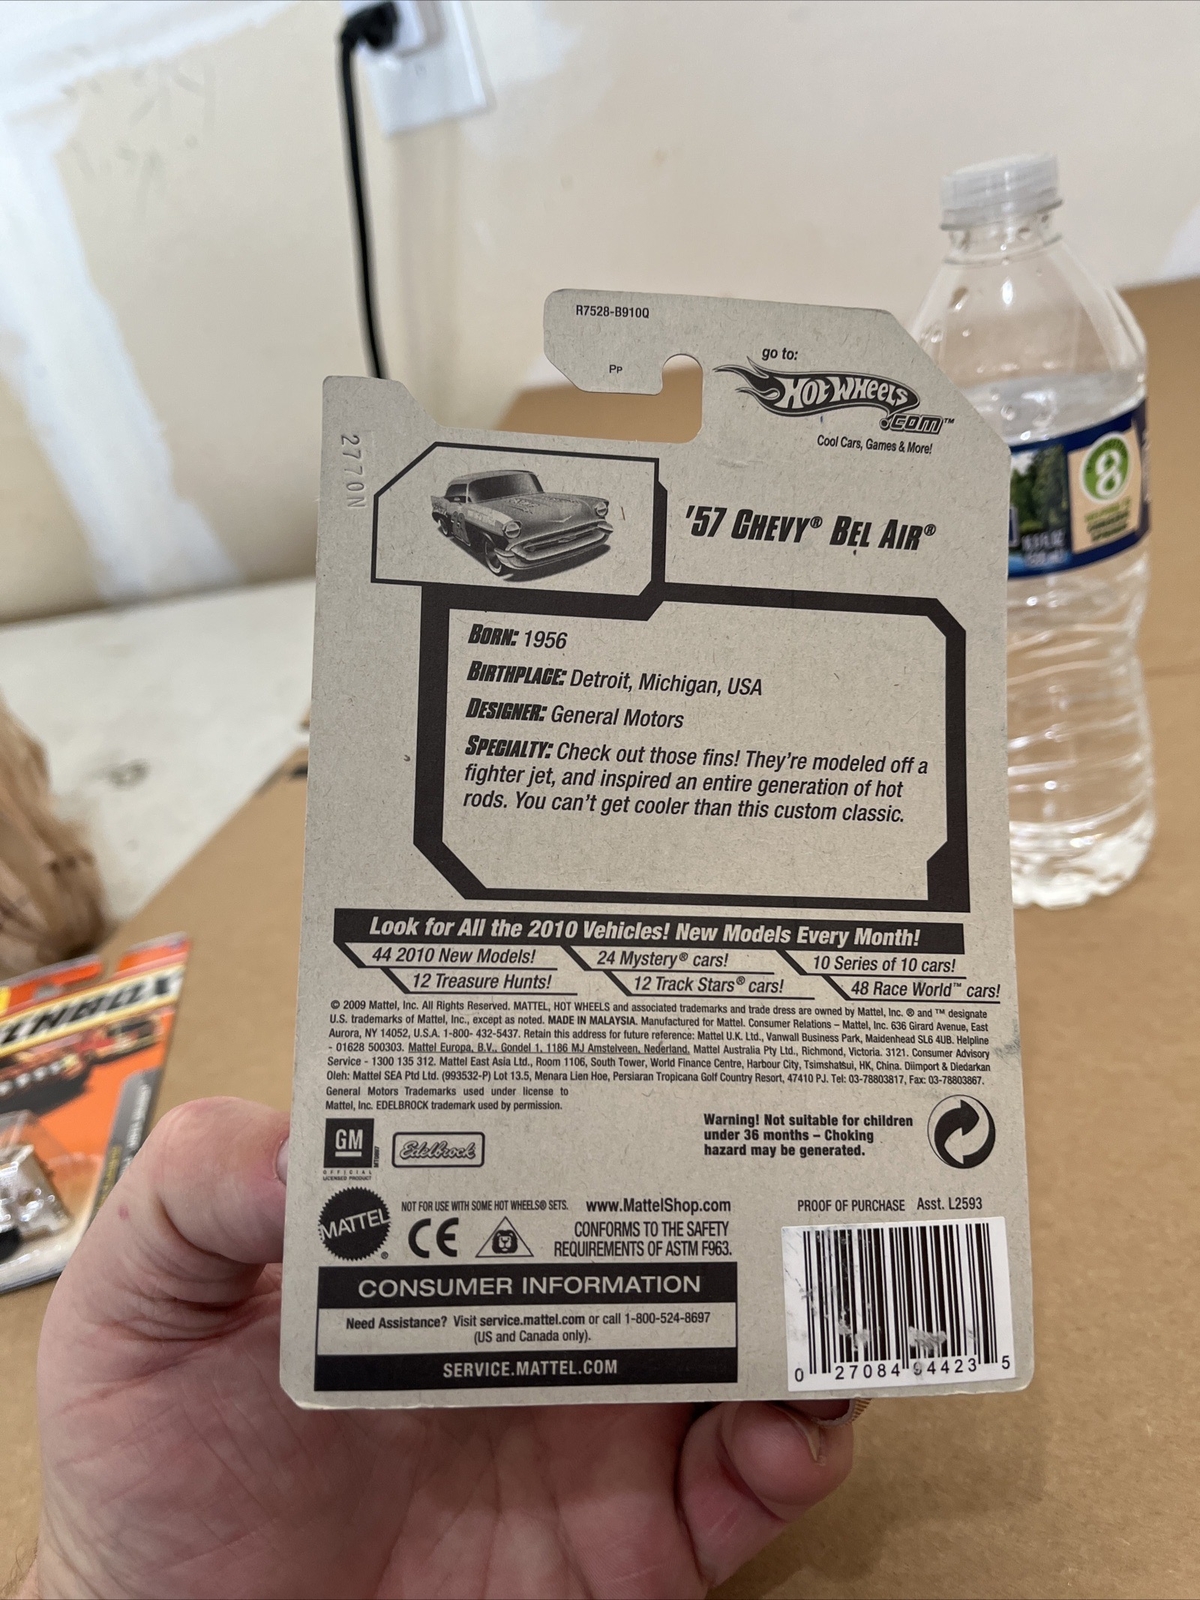 R7528-B910Q
Pp
go to:
HOT WHEELS
.COM™
Cool Cars, Games & More!
2770N
'57 CHEVY® BEL AIR®
BORN: 1956
BIRTHPLACE: Detroit, Michigan, USA
DESIGNER: General Motors
SPECIALTY: Check out those fins! They're modeled off a
fighter jet, and inspired an entire generation of hot
rods. You can't get cooler than this custom classic.
Look for All the 2010 Vehicles! New Models Every Month!
44 2010 New Models! 24 Mystery® cars! 10 Series of 10 cars!
12 Treasure Hunts! 12 Track Stars® cars! 48 Race World™ cars!
© 2009 Mattel, Inc. All Rights Reserved. MATTEL, HOT WHEELS and associated trademarks and trade dress are owned by Mattel, Inc. ® and ™ designate
U.S. trademarks of Mattel, Inc., except as noted. MADE IN MALAYSIA. Manufactured for Mattel. Consumer Relations – Mattel, Inc. 636 Girard Avenue, East
Aurora, NY 14052, U.S.A. 1-800- 432-5437. Retain this address for future reference: Mattel U.K. Ltd., Vanwall Business Park, Maidenhead SL6 4UB. Helpline
- 01628 500303. Mattel Europa, B.V., Gondel 1, 1186 MJ Amstelveen, Nederland. Mattel Australia Pty Ltd., Richmond, Victoria. 3121. Consumer Advisory
Service - 1300 135 312. Mattel East Asia Ltd., Room 1106, South Tower, World Finance Centre, Harbour City, Tsimshatsui, HK, China. Diimport & Diedarkan
Oleh: Mattel SEA Ptd Ltd. (993532-P) Lot 13.5, Menara Lien Hoe, Persiaran Tropicana Golf Country Resort, 47410 PJ. Tel: 03-78803817, Fax: 03-78803867.
General Motors Trademarks used under license to
Mattel, Inc. EDELBROCK trademark used by permission.
GM
OFFICIAL
LICENSED PRODUCT
Edelbrock
Warning! Not suitable for children
under 36 months – Choking
hazard may be generated.
MATTEL
®
NOT FOR USE WITH SOME HOT WHEELS® SETS. www.MattelShop.com
CE
CONFORMS TO THE SAFETY
REQUIREMENTS OF ASTM F963.
PROOF OF PURCHASE Asst. L2593
CONSUMER INFORMATION
Need Assistance? Visit service.mattel.com or call 1-800-524-8697
(US and Canada only).
SERVICE.MATTEL.COM
0 27084 94423 5
8